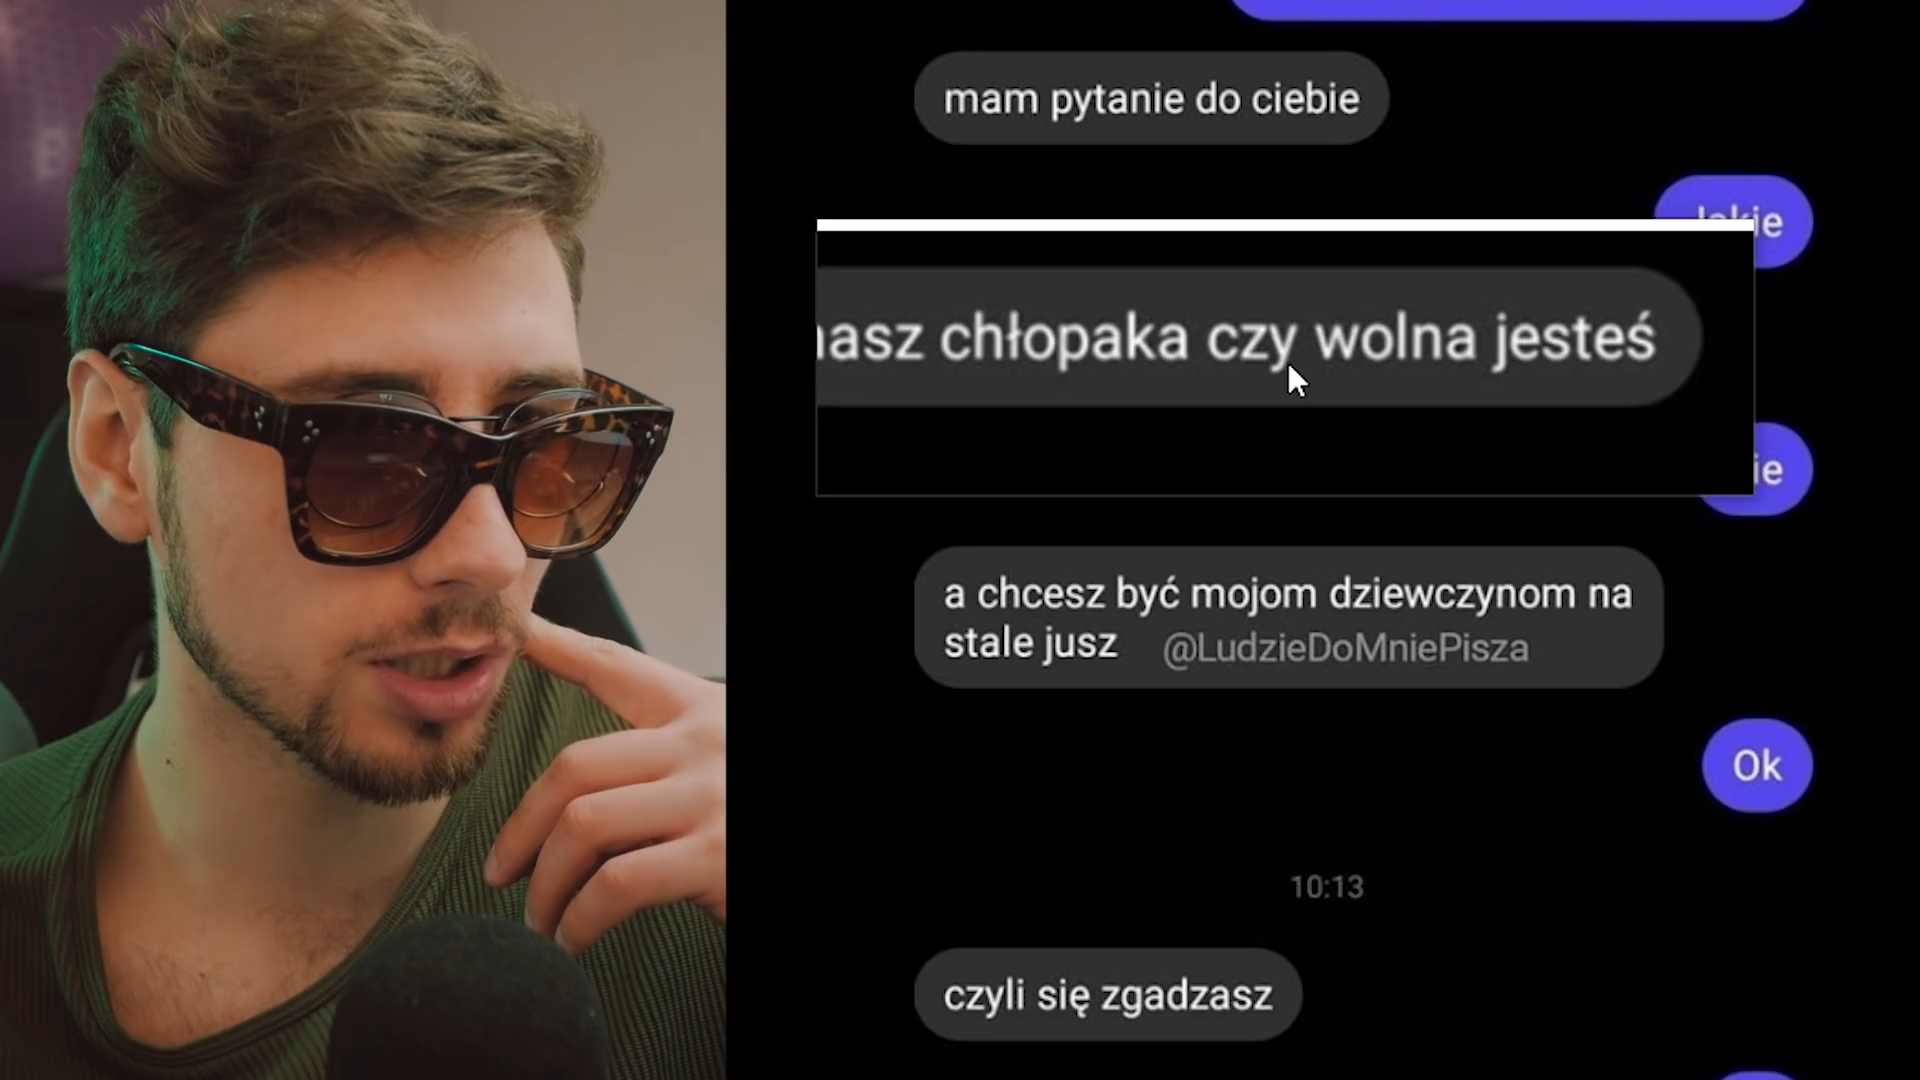 mam pytanie do ciebie
chłopaka czy wolna jesteś
a chcesz być mojom dziewczynom na
stale jusz @LudzieDoMniePisza
Ok
10:13
czyli się zgadzasz